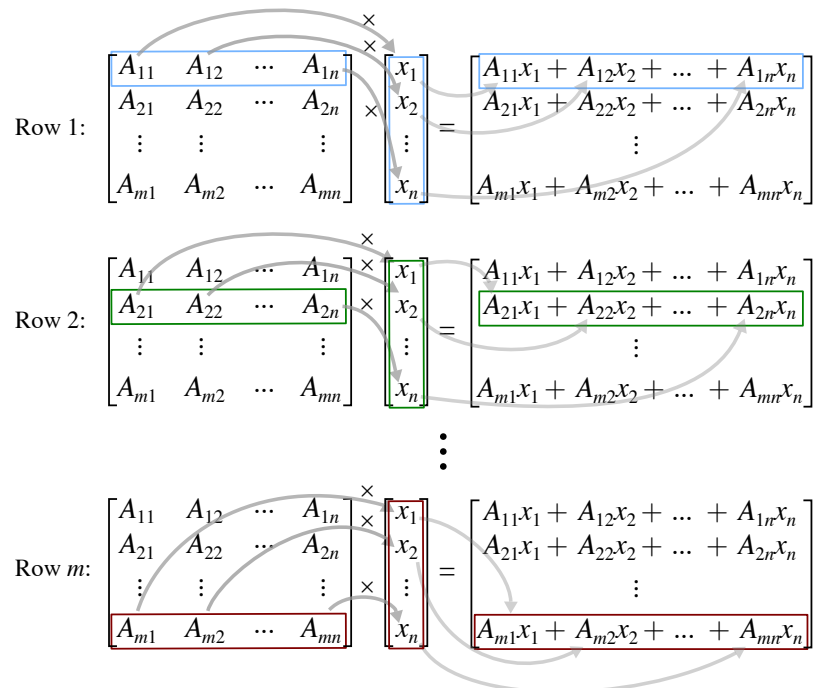 ×
A₁₁ A₁₂ ⋯ A₁ₙ × x₁ A₁₁x₁ + A₁₂x₂ + ... + A₁ₙxₙ
A₂₁ A₂₂ ⋯ A₂ₙ × x₂ A₂₁x₁ + A₂₂x₂ + ... + A₂ₙxₙ
Row 1: =
⋮ ⋮ ⋮ ⋮ ⋮
Aₘ₁ Aₘ₂ ⋯ Aₘₙ xₙ Aₘ₁x₁ + Aₘ₂x₂ + ... + Aₘₙxₙ
×
A₁₁ A₁₂ ⋯ A₁ₙ × x₁ A₁₁x₁ + A₁₂x₂ + ... + A₁ₙxₙ
A₂₁ A₂₂ ⋯ A₂ₙ × x₂ A₂₁x₁ + A₂₂x₂ + ... + A₂ₙxₙ
Row 2: =
⋮ ⋮ ⋮ ⋮ ⋮
Aₘ₁ Aₘ₂ ⋯ Aₘₙ xₙ Aₘ₁x₁ + Aₘ₂x₂ + ... + Aₘₙxₙ
⋮
×
A₁₁ A₁₂ ⋯ A₁ₙ × x₁ A₁₁x₁ + A₁₂x₂ + ... + A₁ₙxₙ
A₂₁ A₂₂ ⋯ A₂ₙ x₂ A₂₁x₁ + A₂₂x₂ + ... + A₂ₙxₙ
Row m: =
⋮ ⋮ ⋮ × ⋮ ⋮
Aₘ₁ Aₘ₂ ⋯ Aₘₙ xₙ Aₘ₁x₁ + Aₘ₂x₂ + ... + Aₘₙxₙ